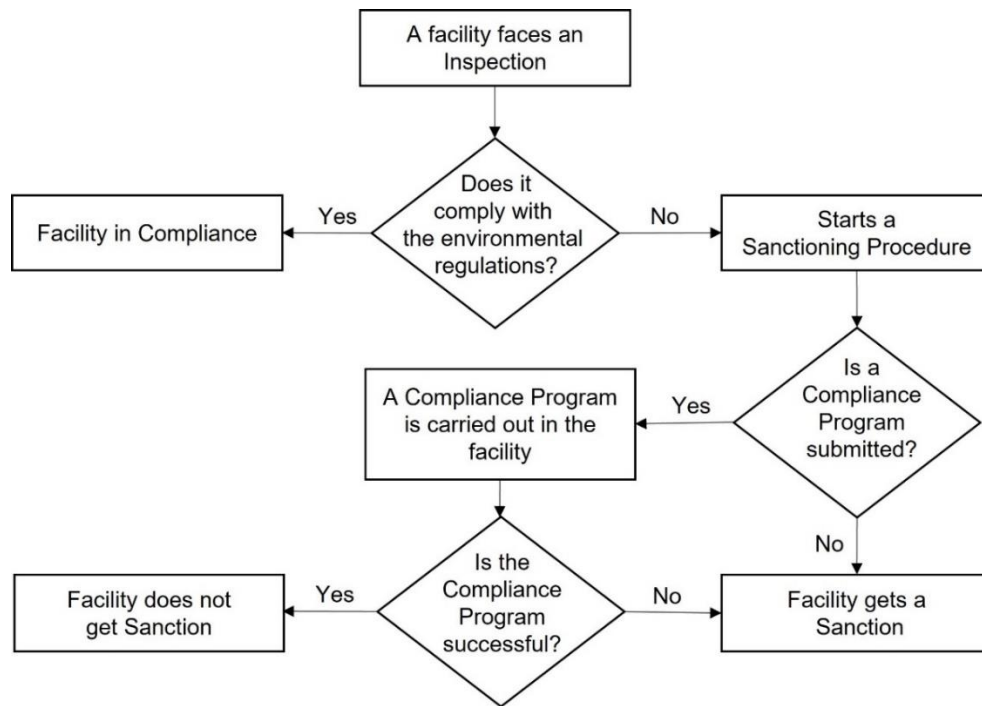 A facility faces an
Inspection
Does it
comply with
the environmental
regulations?
Yes
No
Facility in Compliance
Starts a
Sanctioning Procedure
Is a
Compliance
Program
submitted?
Yes
No
A Compliance Program
is carried out in the
facility
Is the
Compliance
Program
successful?
Yes
No
Facility does not
get Sanction
Facility gets a
Sanction